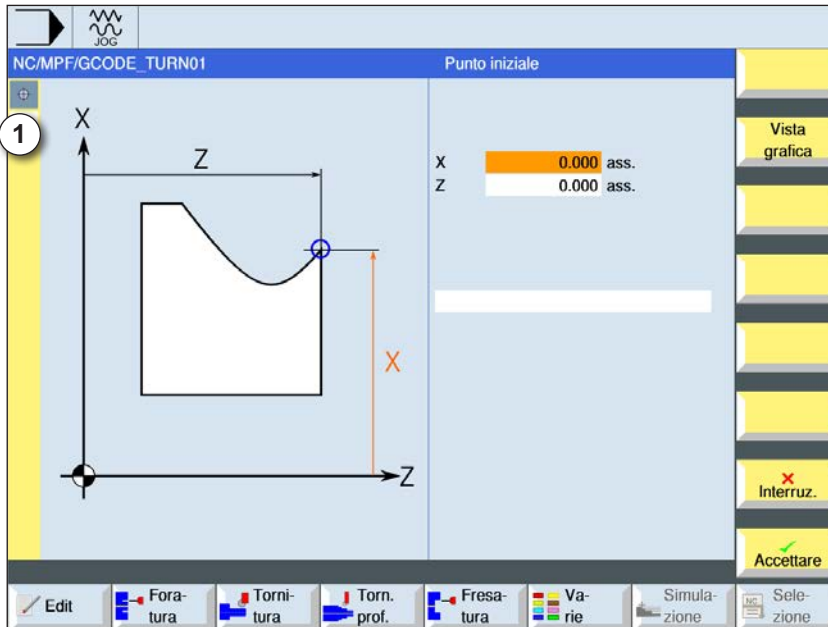 JOG
NC/MPF/GCODE_TURN01
Punto iniziale
1
X
Z
X
Z
X 0.000 ass.
Z 0.000 ass.
Vista
grafica
Interruz.
Accettare
Edit
Fora-
tura
Torni-
tura
Torn.
prof.
Fresa-
tura
Va-
rie
Simula-
zione
NC
Sele-
zione